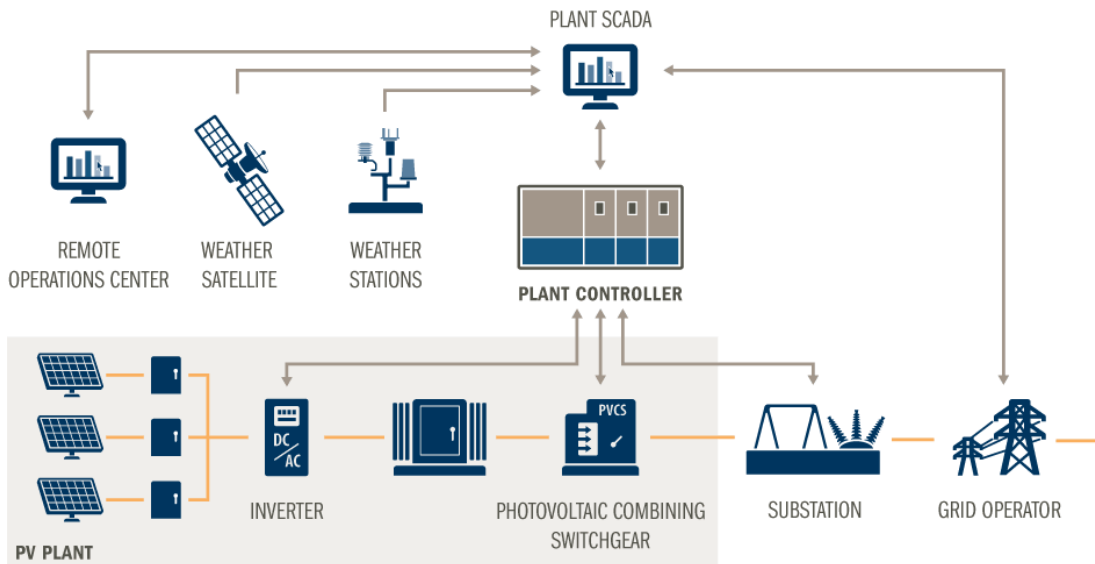 PLANT SCADA
REMOTE
OPERATIONS CENTER
WEATHER
SATELLITE
WEATHER
STATIONS
PLANT CONTROLLER
PVCS
DC
AC
INVERTER
PHOTOVOLTAIC COMBINING
SWITCHGEAR
SUBSTATION
GRID OPERATOR
PV PLANT